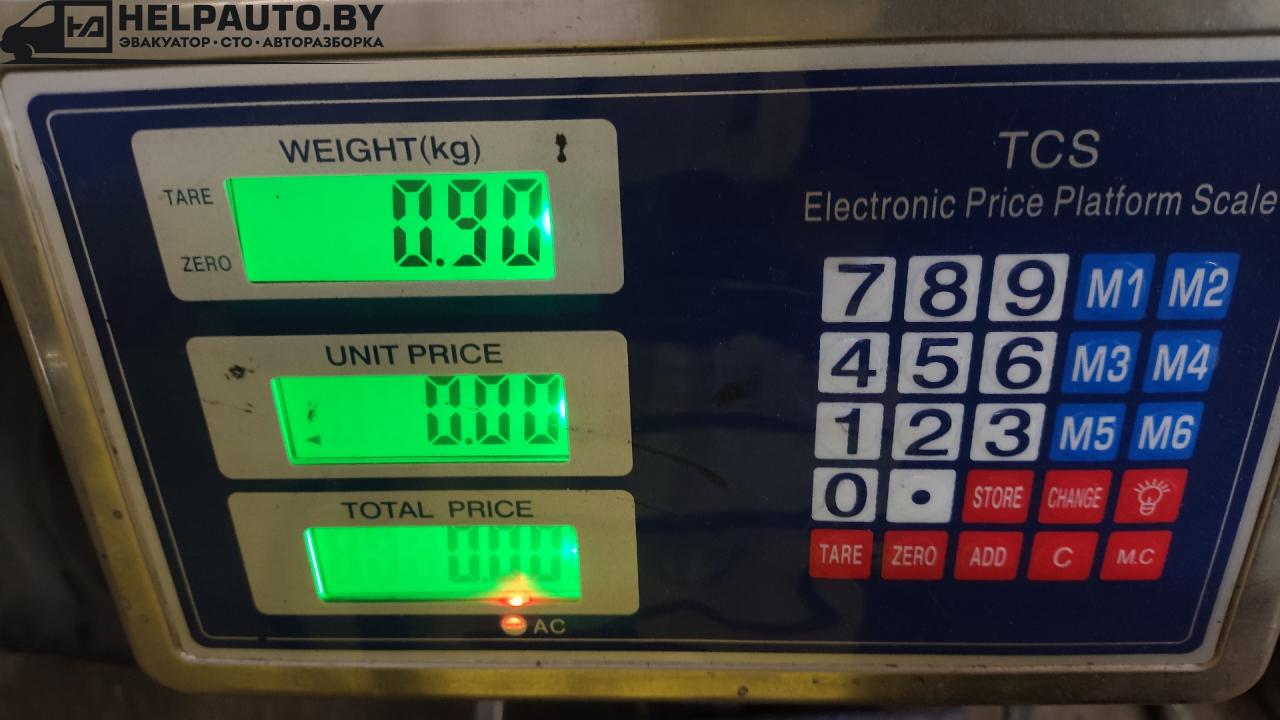 HELPAUTO.BY
ЭВАКУАТОР • СТО • АВТОРАЗБОРКА
WEIGHT(kg)
TARE
0.90
ZERO
UNIT PRICE
0.00
TOTAL PRICE
0.00
AC
TCS
Electronic Price Platform Scale
7 8 9 M1 M2
4 5 6 M3 M4
1 2 3 M5 M6
0 • STORE CHANGE
TARE ZERO ADD C M.C